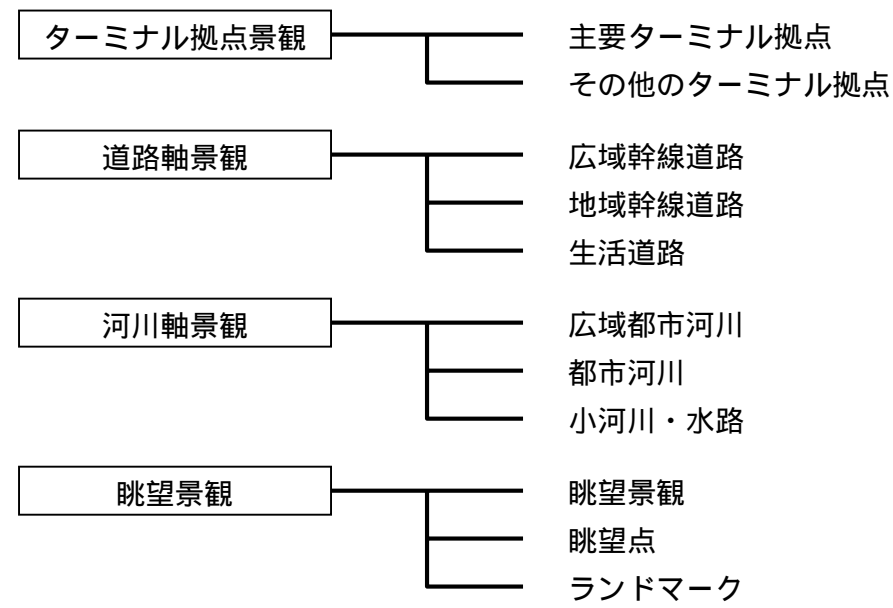 ターミナル拠点景観
主要ターミナル拠点
その他のターミナル拠点
道路軸景観
広域幹線道路
地域幹線道路
生活道路
河川軸景観
広域都市河川
都市河川
小河川・水路
眺望景観
眺望景観
眺望点
ランドマーク